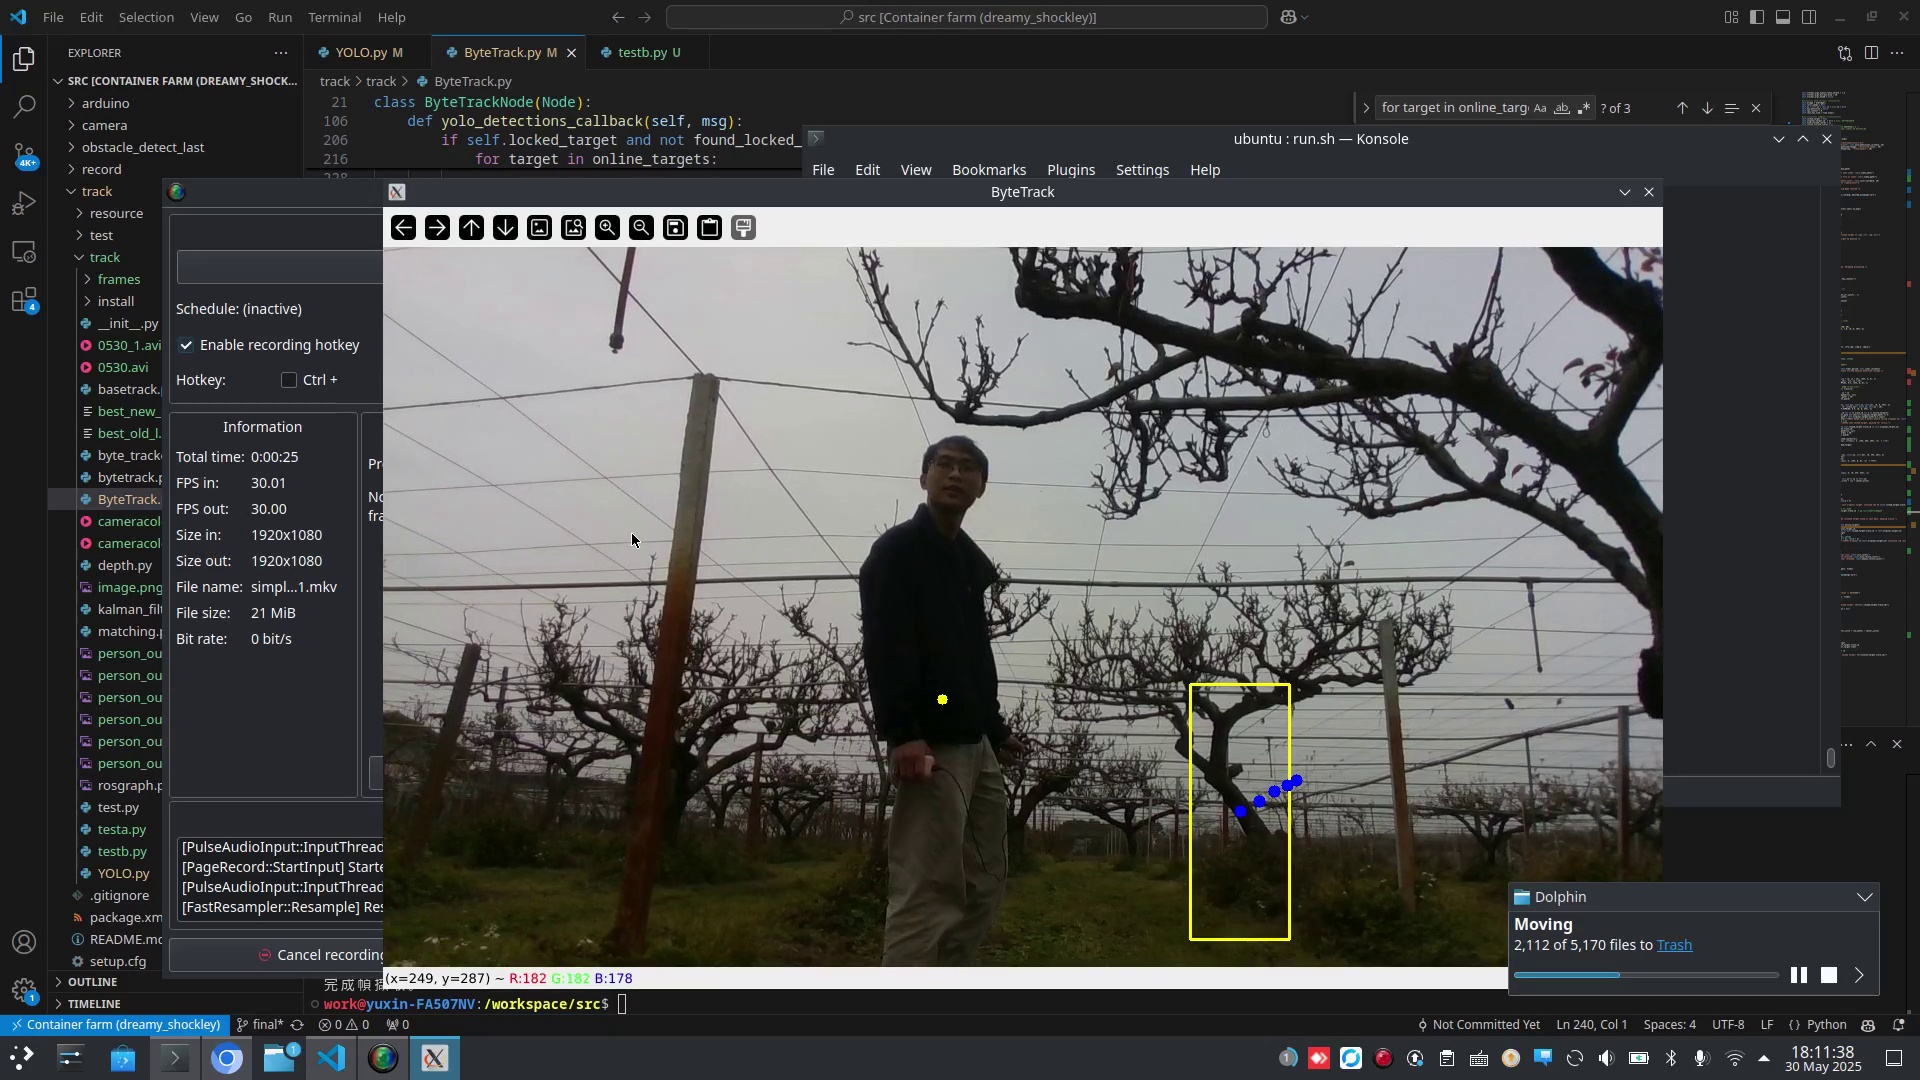 File Edit Selection View Go Run Terminal Help
src [Container farm (dreamy_shockley)]
EXPLORER
YOLO.py M
ByteTrack.py M
testb.py U
SRC [CONTAINER FARM (DREAMY_SHOCK...
track > track > ByteTrack.py
arduino
camera
obstacle_detect_last
record
track
resource
test
track
frames
install
__init__.py
0530_1.avi
0530.avi
basetrack.
best_new_
best_old_l.
byte_track
bytetrack.p
ByteTrack.
cameracol
cameracol
depth.py
image.png
kalman_filt
matching.p
person_ou
person_ou
person_ou
person_ou
person_ou
person_ou
rosgraph.p
test.py
testa.py
testb.py
YOLO.py
.gitignore
package.xm
README.md
setup.cfg
OUTLINE
TIMELINE
4K+
4
1
21 class ByteTrackNode(Node):
106 def yolo_detections_callback(self, msg):
206 if self.locked_target and not found_locked_
216 for target in online_targets:
for target in online_targ
Aa ab
? of 3
ubuntu : run.sh — Konsole
File Edit View Bookmarks Plugins Settings Help
ByteTrack
Schedule: (inactive)
Enable recording hotkey
Hotkey: Ctrl +
Information
Total time: 0:00:25
FPS in: 30.01
FPS out: 30.00
Size in: 1920x1080
Size out: 1920x1080
File name: simpl...1.mkv
File size: 21 MiB
Bit rate: 0 bit/s
[PulseAudioInput::InputThread
[PageRecord::StartInput] Starte
[PulseAudioInput::InputThread
[FastResampler::Resample] Res
Cancel recording
(x=249, y=287) ~ R:182 G:182 B:178
work@yuxin-FA507NV:/workspace/src$
Dolphin
Moving
2,112 of 5,170 files to Trash
Container farm (dreamy_shockley)
final*
0 0
0
Not Committed Yet
Ln 240, Col 1
Spaces: 4
UTF-8
LF
Python
1
1
18:11:38
30 May 2025